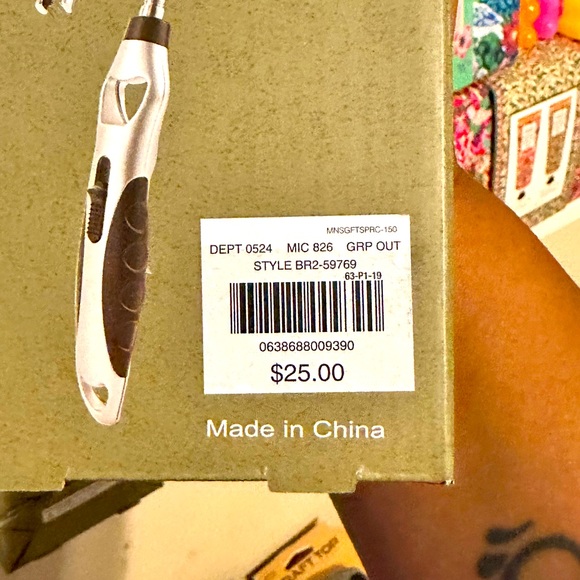 MNSGFTSPRC-150
DEPT 0524 MIC 826 GRP OUT
STYLE BR2-59769
63-P1-19
0638688009390
$25.00
Made in China